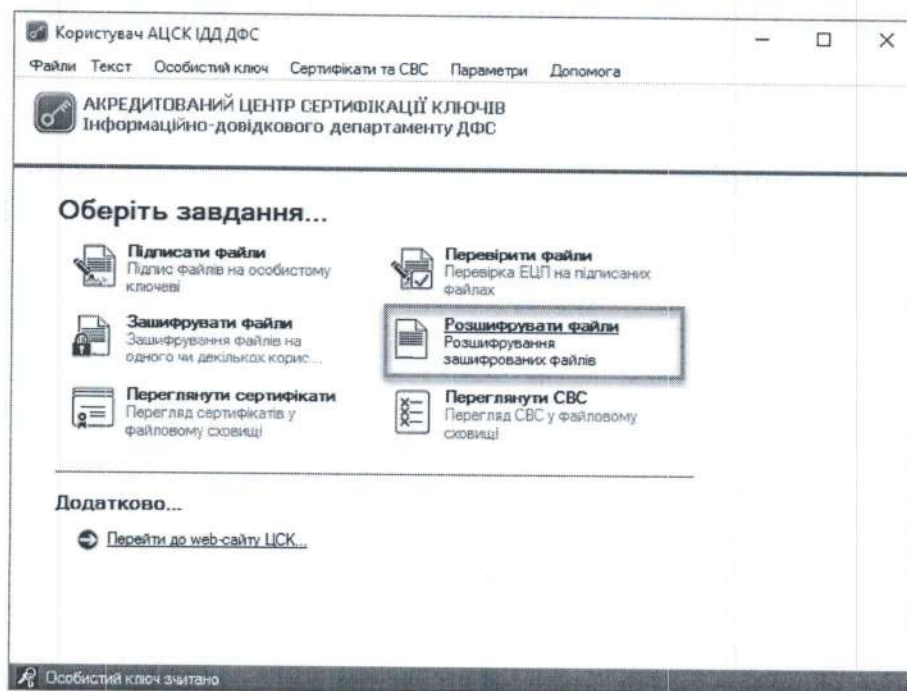 Користувач АЦСК ІДД ДФС
Файли Текст Особистий ключ Сертифікати та СВС Параметри Допомога
АКРЕДИТОВАНИЙ ЦЕНТР СЕРТИФІКАЦІЇ КЛЮЧІВ
Інформаційно-довідкового департаменту ДФС
Оберіть завдання...
Підписати файли
Підпис файлів на особистому
ключеві
Перевірити файли
Перевірка ЕЦП на підписаних
файлах
Зашифрувати файли
Зашифрування файлів на
одного чи декількох корис...
Розшифрувати файли
Розшифрування
зашифрованих файлів
Переглянути сертифікати
Перегляд сертифікатів у
файловому сховищі
Переглянути СВС
Перегляд СВС у файловому
сховищі
Додатково...
Перейти до web-сайту ЦСК...
Особистий ключ зчитано